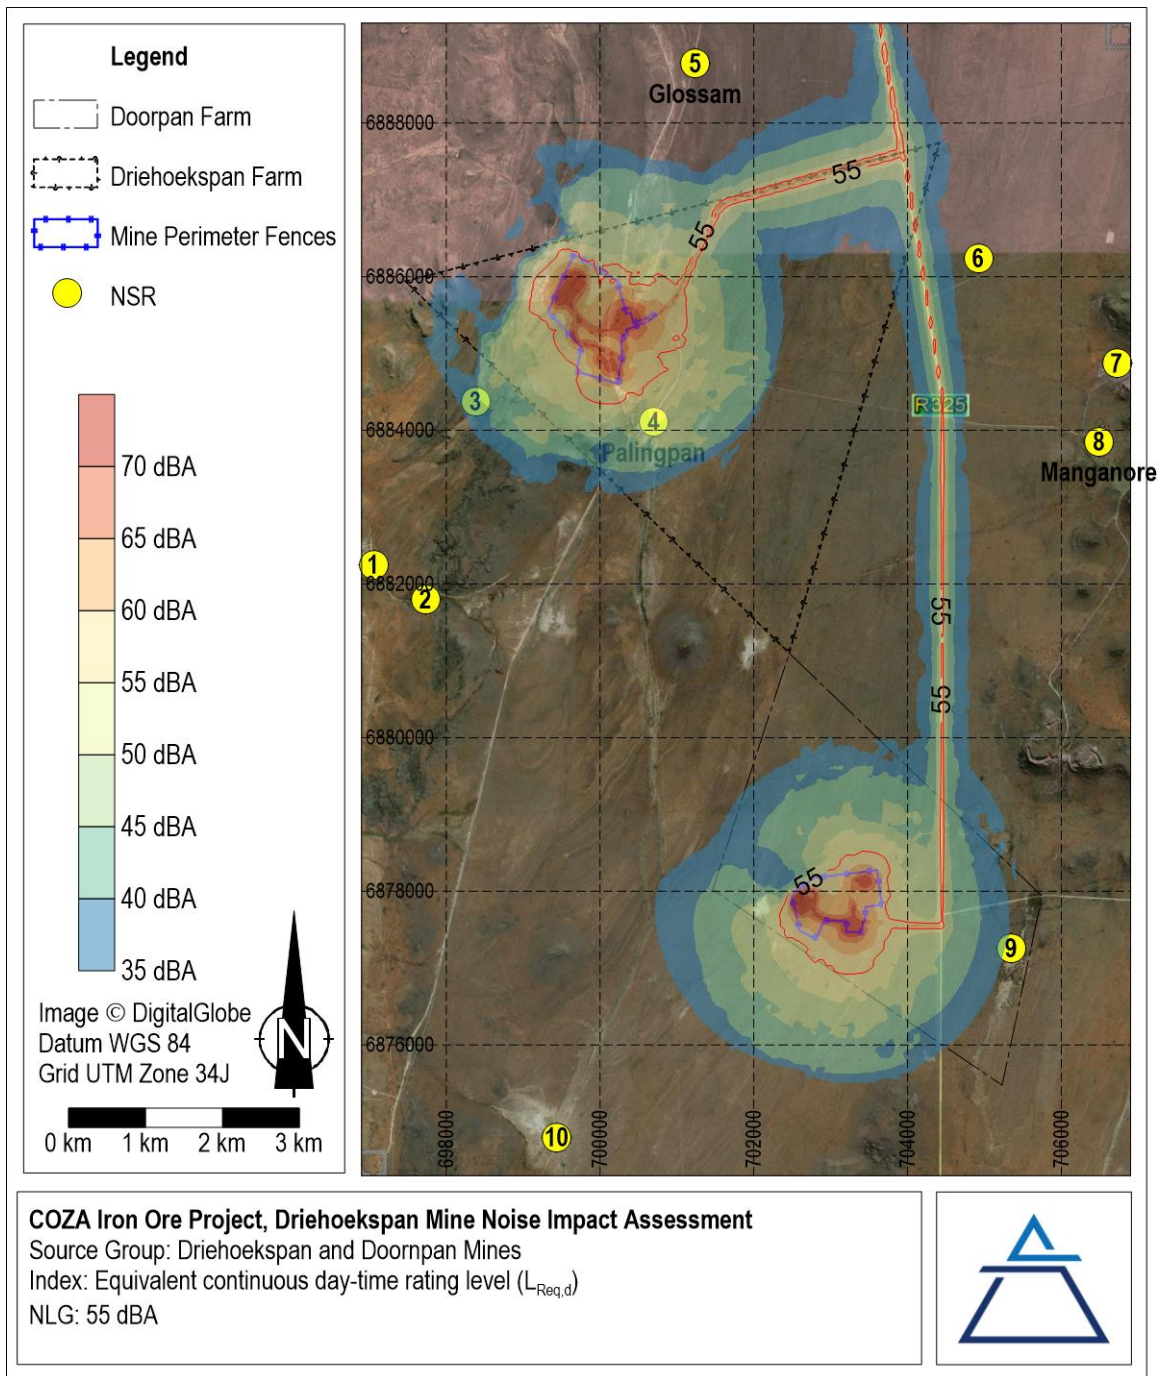 Legend
Doorpan Farm
Driehoekspan Farm
Mine Perimeter Fences
NSR
70 dBA
65 dBA
60 dBA
55 dBA
50 dBA
45 dBA
40 dBA
35 dBA
Image © DigitalGlobe
Datum WGS 84
Grid UTM Zone 34J
N
0 km 1 km 2 km 3 km
5
Glossam
6888000
55
55
6
6886000
7
3
4
R325
8
6884000
Palingpan
Manganore
1
6882000
2
55
55
6880000
55
6878000
9
6876000
10
698000
700000
702000
704000
706000
COZA Iron Ore Project, Driehoekspan Mine Noise Impact Assessment
Source Group: Driehoekspan and Doornpan Mines
Index: Equivalent continuous day-time rating level (LReq,d)
NLG: 55 dBA